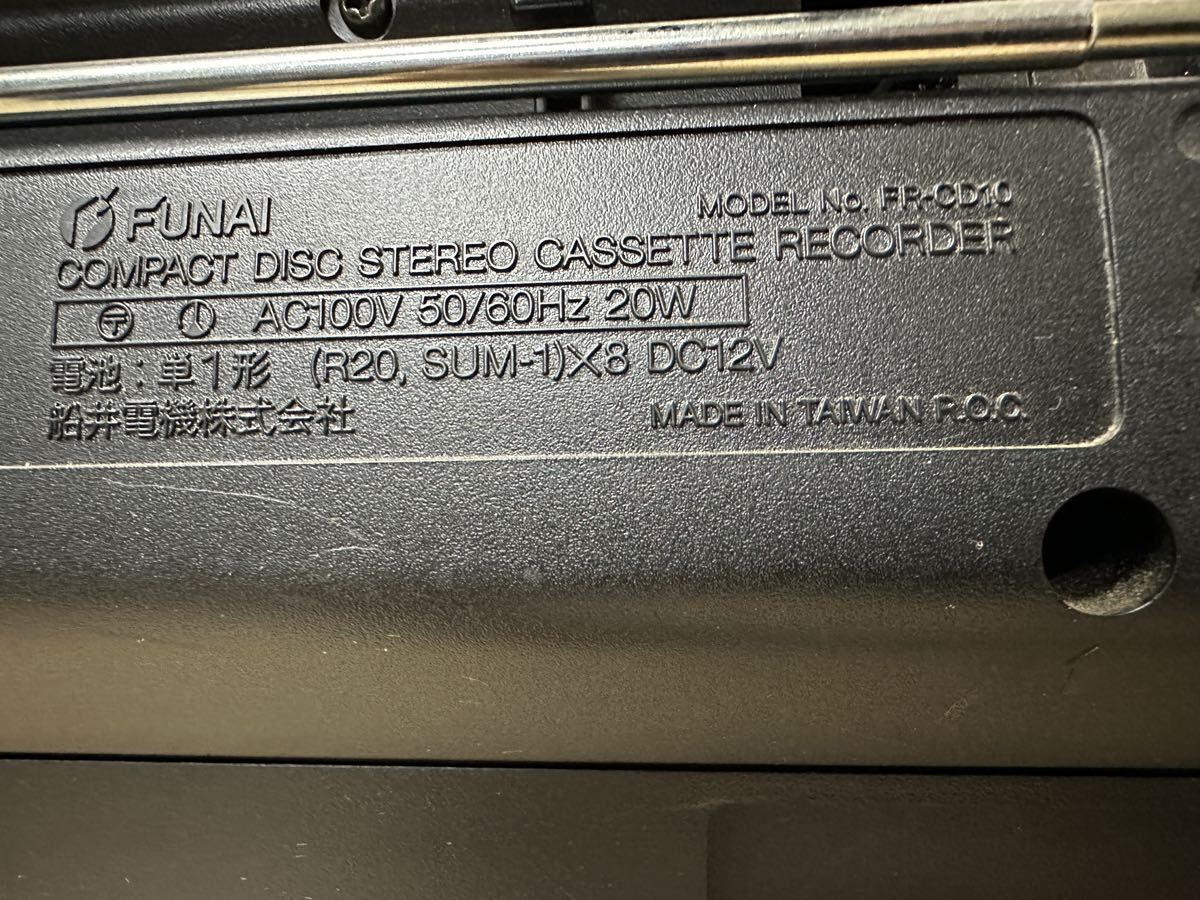 FUNAI
MODEL No. FR-CD10
COMPACT DISC STEREO CASSETTE RECORDER
〒 AC100V 50/60Hz 20W
電池:単1形 (R20, SUM-1)×8 DC12V
船井電機株式会社
MADE IN TAIWAN R.O.C.